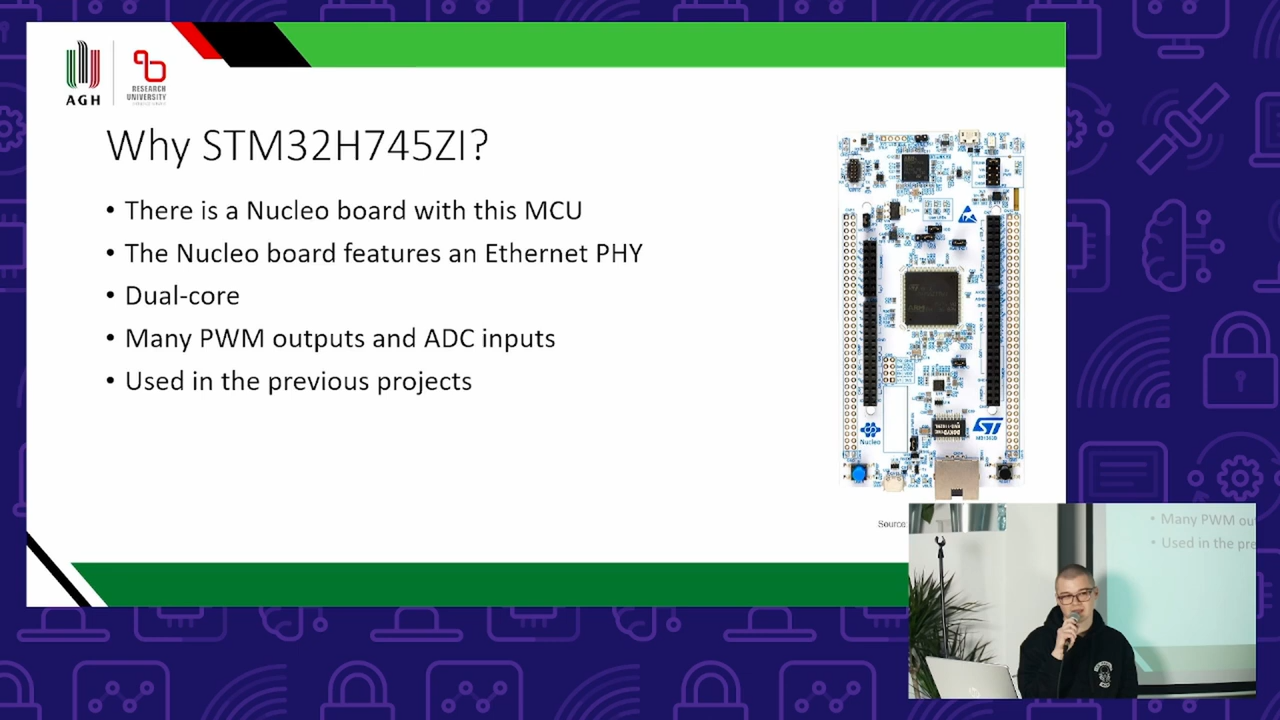 AGH
RESEARCH
UNIVERSITY
Why STM32H745ZI?
• There is a Nucleo board with this MCU
• The Nucleo board features an Ethernet PHY
• Dual-core
• Many PWM outputs and ADC inputs
• Used in the previous projects
Nucleo
ST
Source
• Many PWM ou
• Used in the pre